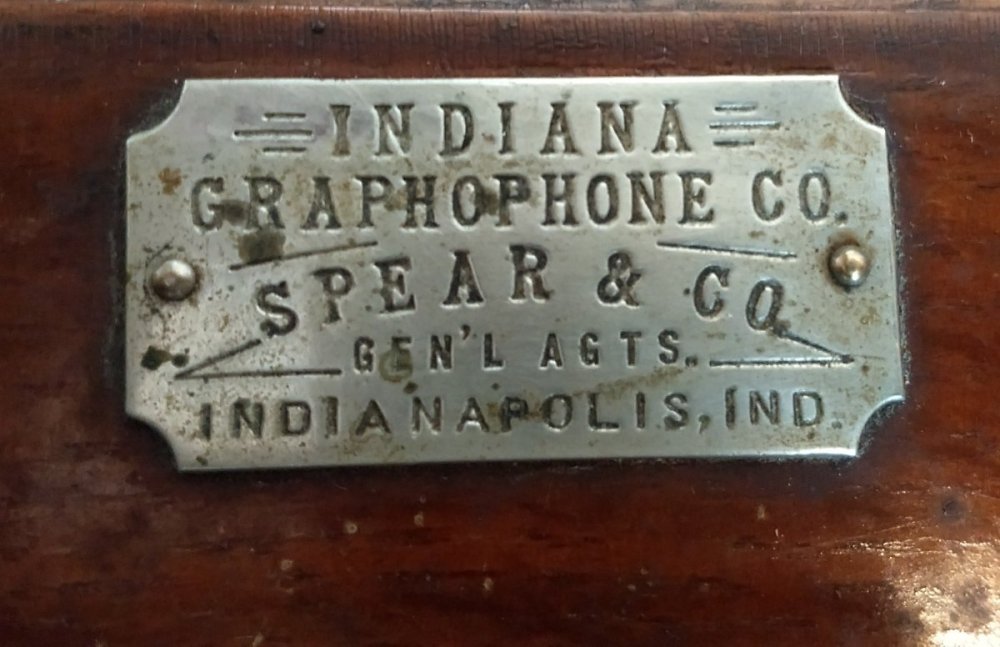 INDIANA
GRAPHOPHONE CO.
SPEAR & CO.
GEN'L AGTS.
INDIANAPOLIS, IND.